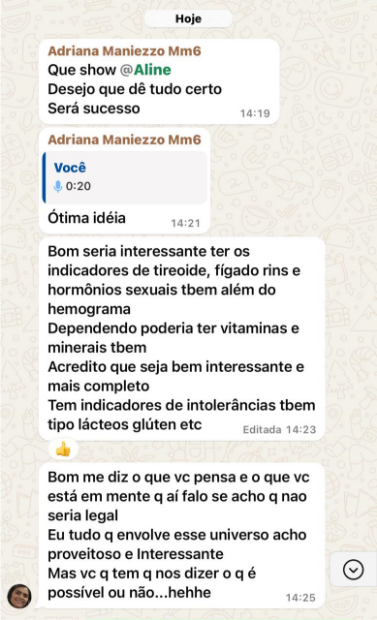 Hoje
Adriana Maniezzo Mm6
Que show @Aline
Desejo que dê tudo certo
Será sucesso
14:19
Adriana Maniezzo Mm6
Você
0:20
Ótima idéia
14:21
Bom seria interessante ter os
indicadores de tireoide, fígado rins e
hormônios sexuais tbem além do
hemograma
Dependendo poderia ter vitaminas e
minerais tbem
Acredito que seja bem interessante e
mais completo
Tem indicadores de intolerâncias tbem
tipo lácteos glúten etc
Editada 14:23
Bom me diz o que vc pensa e o que vc
está em mente q aí falo se acho q nao
seria legal
Eu tudo q envolve esse universo acho
proveitoso e Interessante
Mas vc q tem q nos dizer o q é
possível ou não...hehhe
14:25